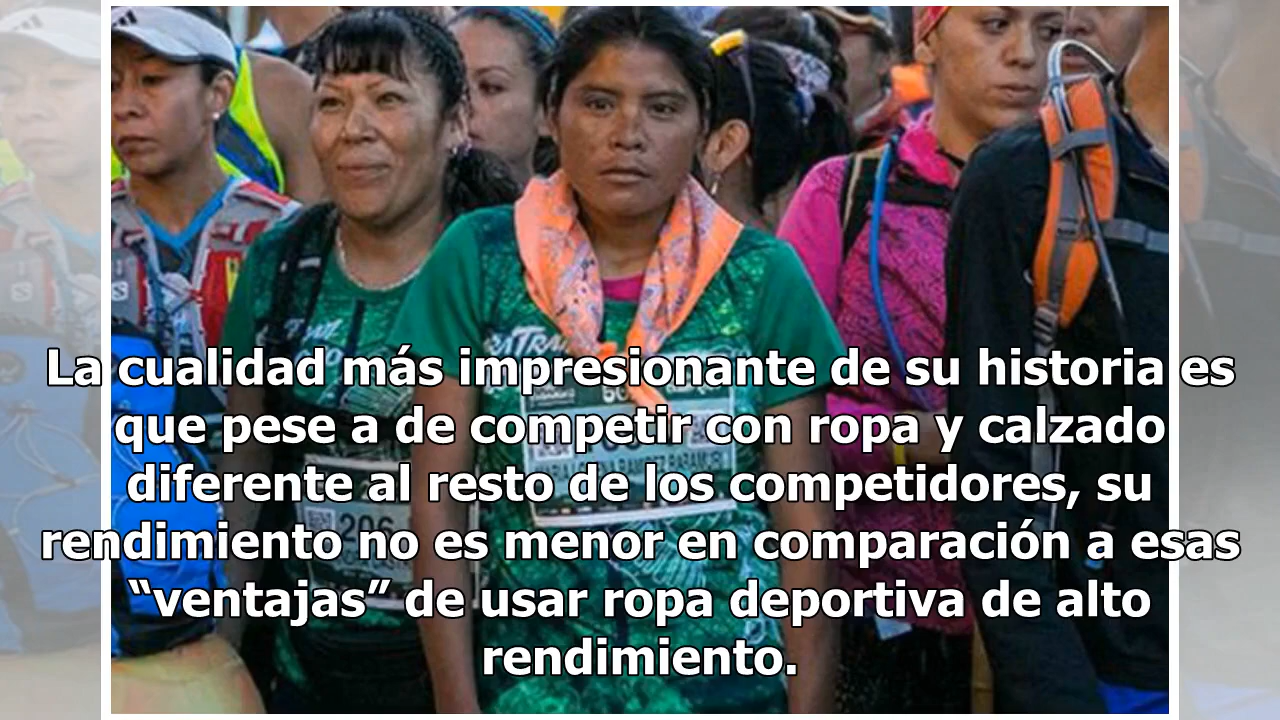 La cualidad más impresionante de su historia es
que pese a de competir con ropa y calzado
diferente al resto de los competidores, su
rendimiento no es menor en comparación a esas
“ventajas” de usar ropa deportiva de alto
rendimiento.
206